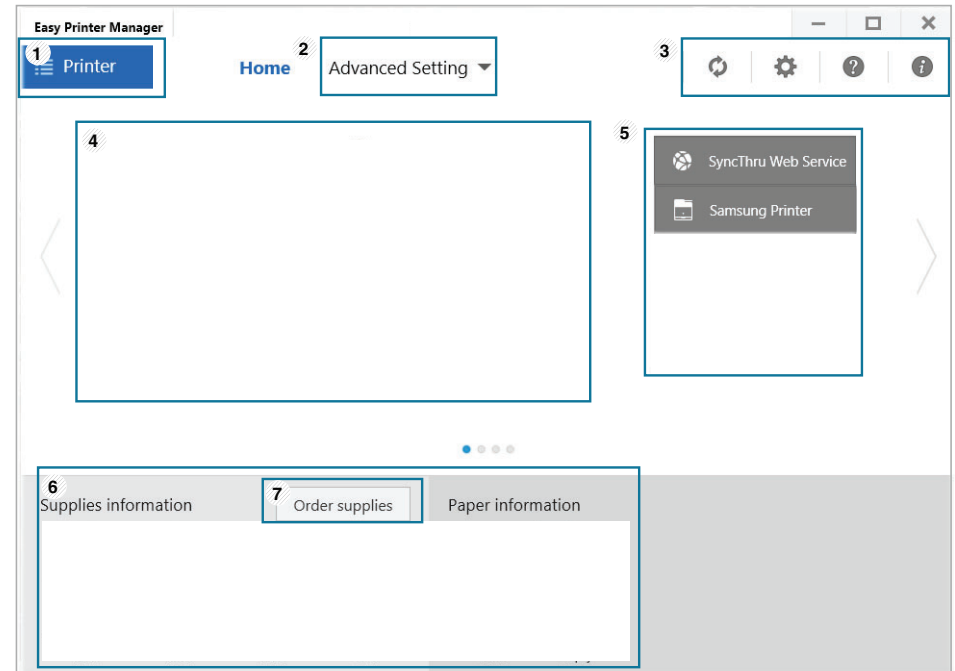 Easy Printer Manager
1
Printer
Home
2
Advanced Setting
3
4
5
SyncThru Web Service
Samsung Printer
6
Supplies information
7
Order supplies
Paper information